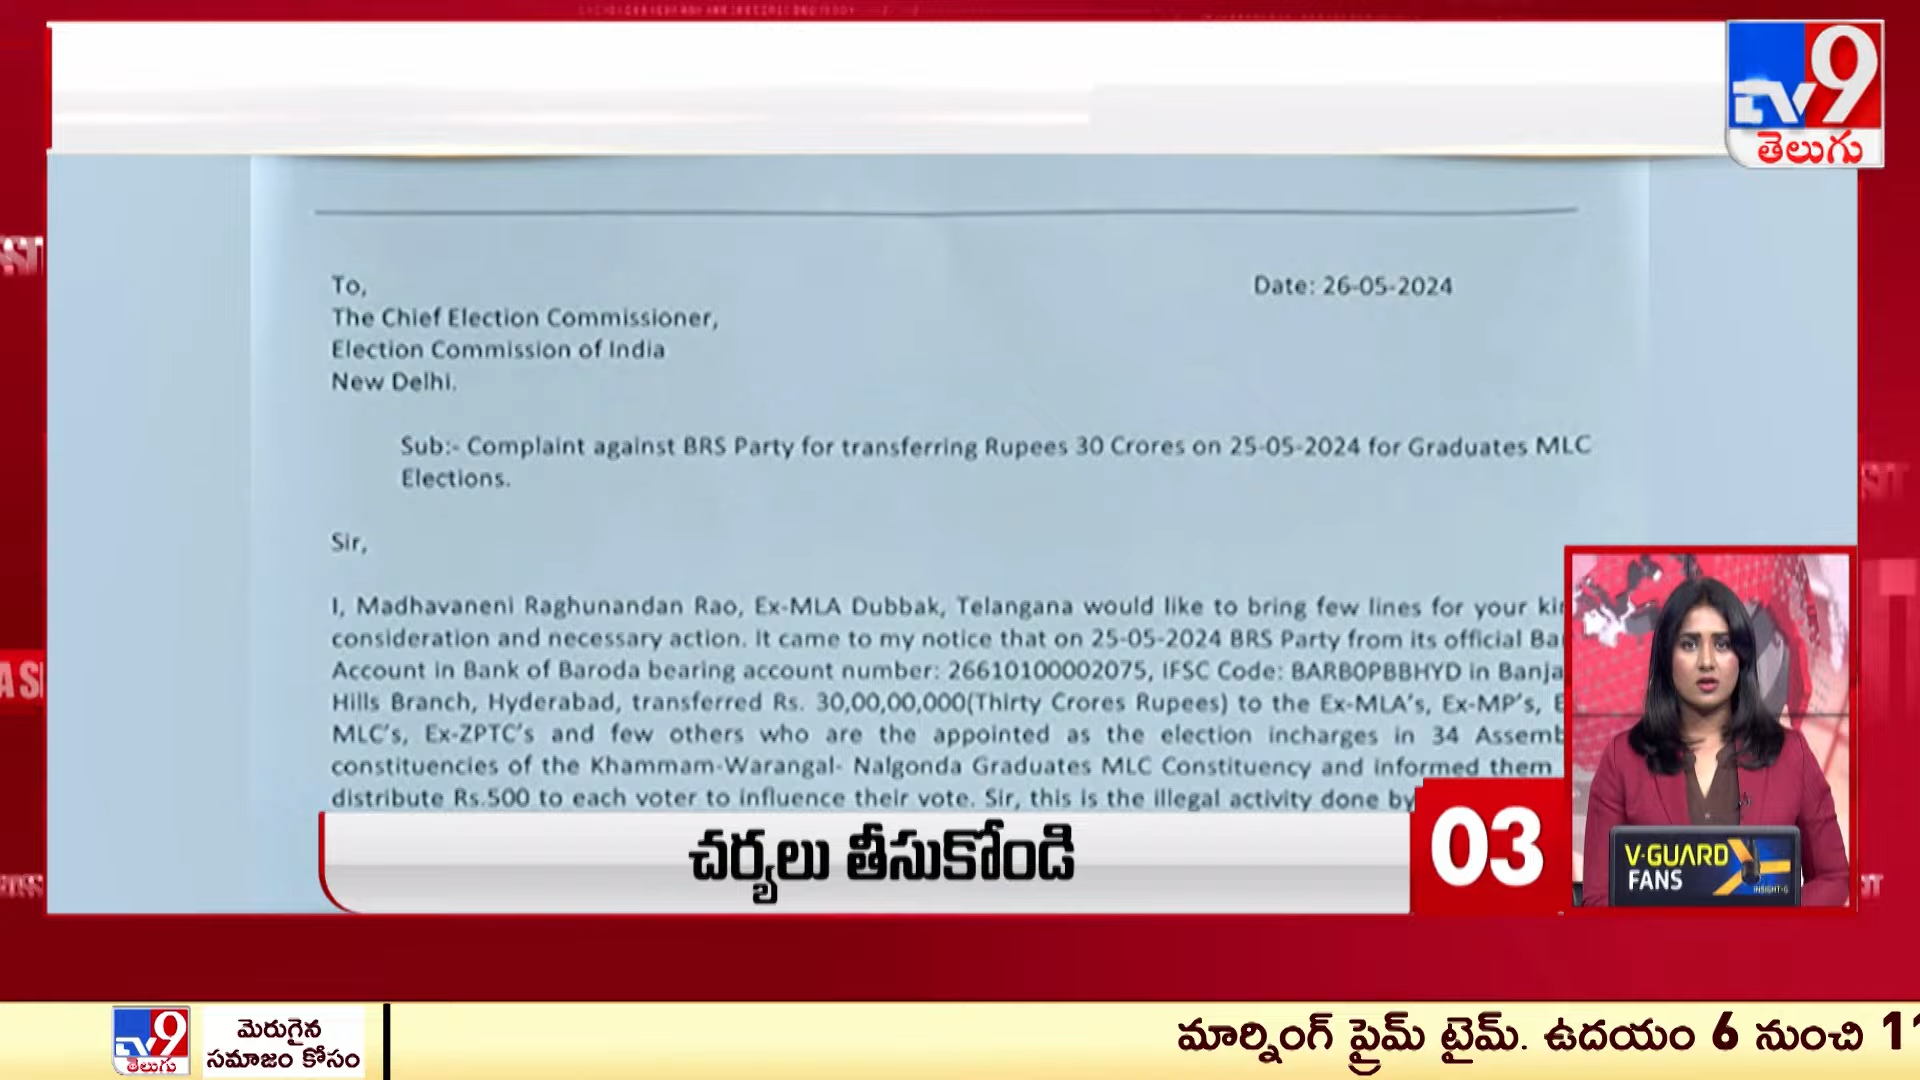 TV9
తెలుగు
To,
Date: 26-05-2024
The Chief Election Commissioner,
Election Commission of India
New Delhi.
Sub:- Complaint against BRS Party for transferring Rupees 30 Crores on 25-05-2024 for Graduates MLC
Elections.
Sir,
I, Madhavaneni Raghunandan Rao, Ex-MLA Dubbak, Telangana would like to bring few lines for your
consideration and necessary action. It came to my notice that on 25-05-2024 BRS Party from its official
Account in Bank of Baroda bearing account number: 26610100002075, IFSC Code: BARB0PBBHYD in
Hills Branch, Hyderabad, transferred Rs. 30,00,00,000(Thirty Crores Rupees) to the Ex-MLA's, Ex-MP's,
MLC's, Ex-ZPTC's and few others who are the appointed as the election incharges in 34
constituencies of the Khammam-Warangal- Nalgonda Graduates MLC Constituency and informed them
distribute Rs.500 to each voter to influence their vote. Sir, this is the illegal activity done by
చర్యలు తీసుకోండి
03
V-GUARD
FANS
INSIGHT-G
TV9
తెలుగు
మెరుగైన
సమాజం కోసం
మార్నింగ్ ప్రైమ్ టైమ్. ఉదయం 6 నుంచి